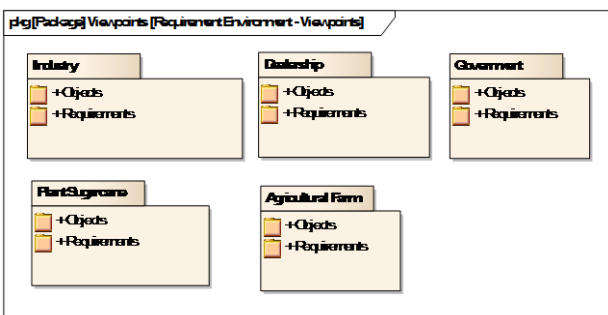 pkg [Package] Viewpoints [Requirement Environment - Viewpoints]
Industry
+Objects
+Requirements
Dealership
+Objects
+Requirements
Government
+Objects
+Requirements
Plant Sugarcane
+Objects
+Requirements
Agricultural Farm
+Objects
+Requirements